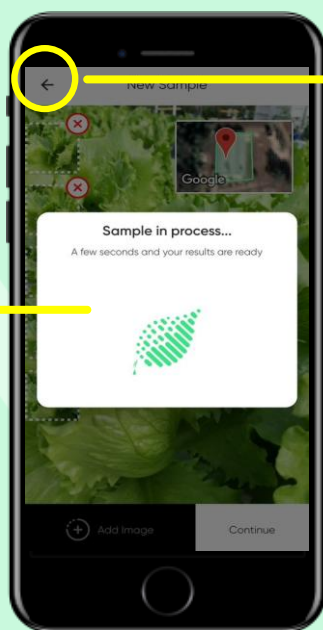 New Sample
Google
Sample in process...
A few seconds and your results are ready
Add Image
Continue